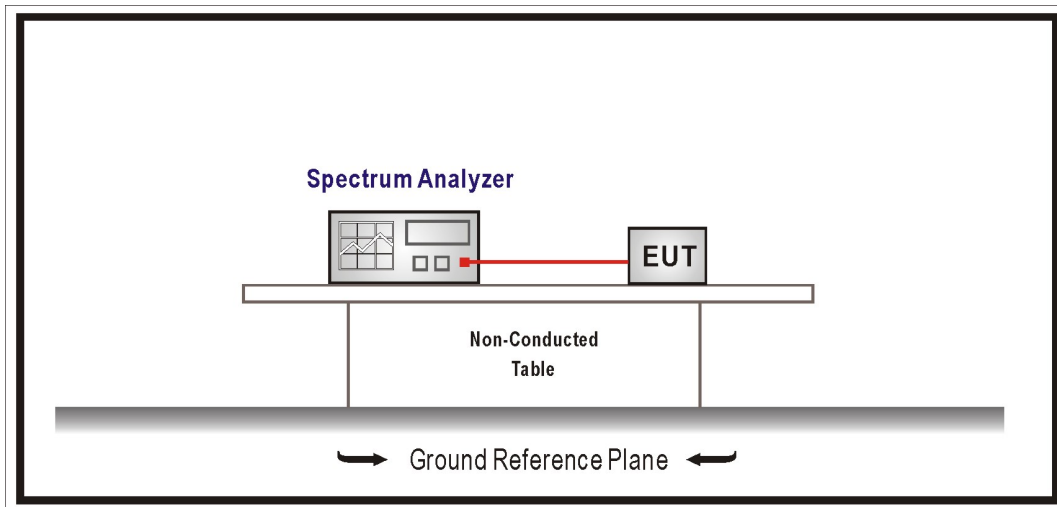 Spectrum Analyzer
EUT
Non-Conducted
Table
Ground Reference Plane